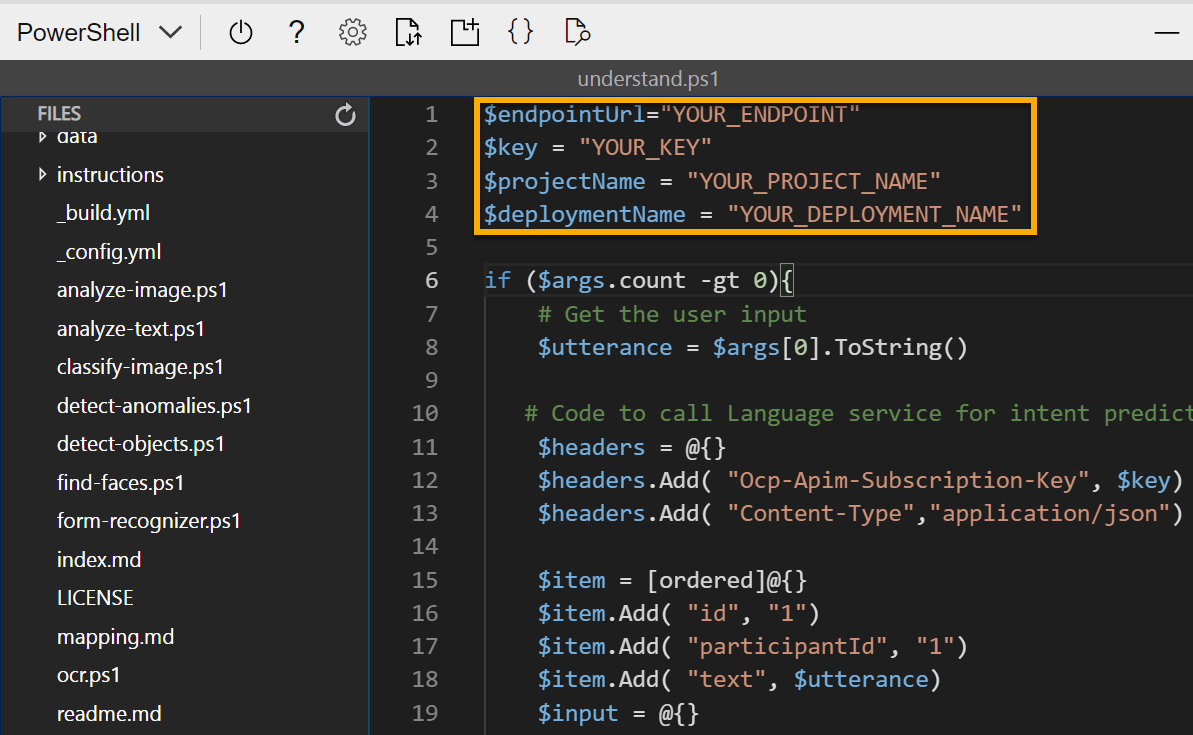 PowerShell
understand.ps1
FILES
data
instructions
_build.yml
_config.yml
analyze-image.ps1
analyze-text.ps1
classify-image.ps1
detect-anomalies.ps1
detect-objects.ps1
find-faces.ps1
form-recognizer.ps1
index.md
LICENSE
mapping.md
ocr.ps1
readme.md
1 $endpointUrl="YOUR_ENDPOINT"
2 $key = "YOUR_KEY"
3 $projectName = "YOUR_PROJECT_NAME"
4 $deploymentName = "YOUR_DEPLOYMENT_NAME"
5
6 if ($args.count -gt 0){
7 # Get the user input
8 $utterance = $args[0].ToString()
9
10 # Code to call Language service for intent predict
11 $headers = @{}
12 $headers.Add( "Ocp-Apim-Subscription-Key", $key)
13 $headers.Add( "Content-Type","application/json")
14
15 $item = [ordered]@{}
16 $item.Add( "id", "1")
17 $item.Add( "participantId", "1")
18 $item.Add( "text", $utterance)
19 $input = @{}